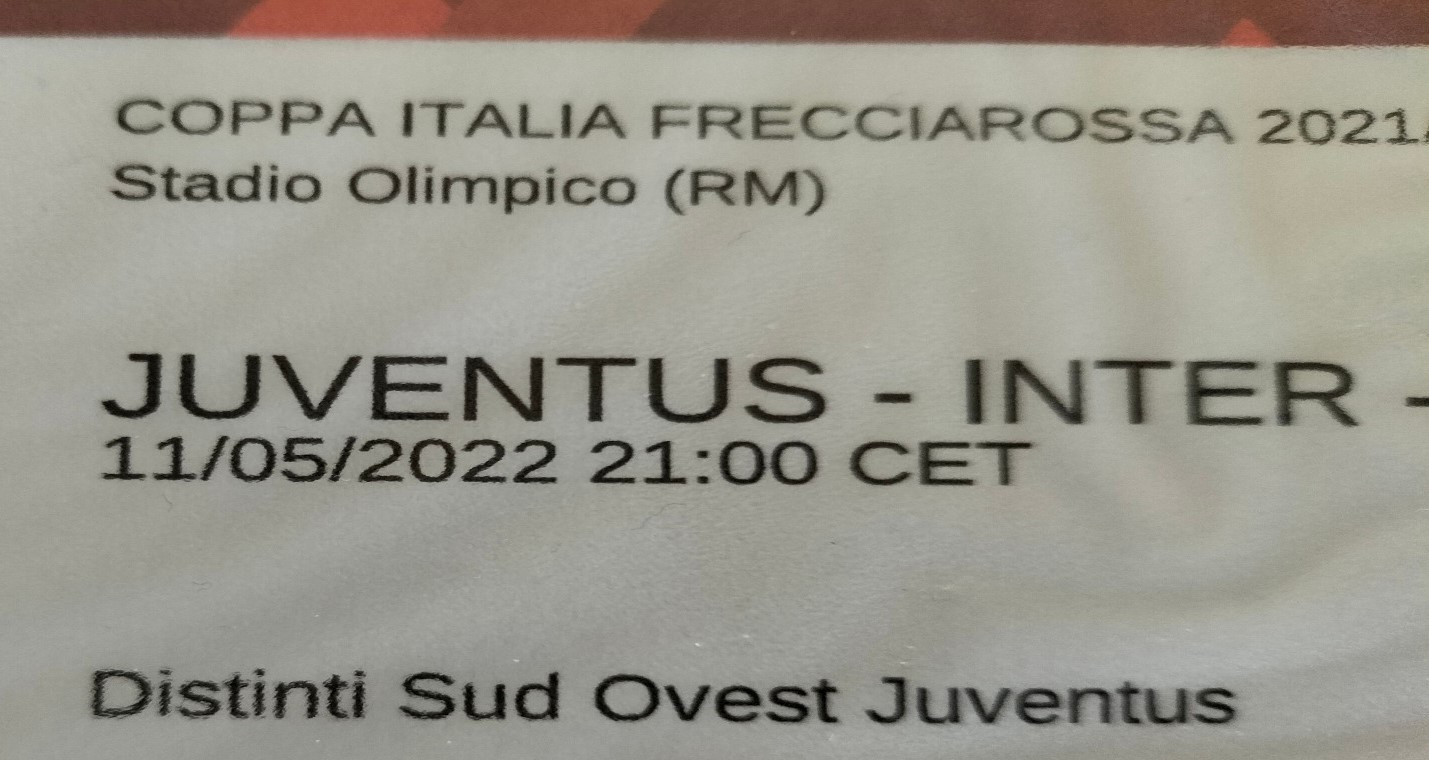 COPPA ITALIA FRECCIAROSSA 2021
Stadio Olimpico (RM)
JUVENTUS - INTER -
11/05/2022 21:00 CET
Distinti Sud Ovest Juventus